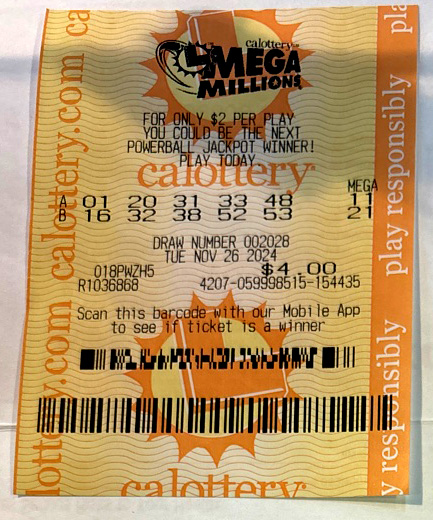 calottery
MEGA
MILLIONS
FOR ONLY $2 PER PLAY
YOU COULD BE THE NEXT
POWERBALL JACKPOT WINNER!
PLAY TODAY
calottery
MEGA
A 01 20 31 33 48 11
B 16 32 38 52 53 21
DRAW NUMBER 002028
TUE NOV 26 2024
018PWZH5 $4.00
R1036868 4207-059998515-154435
Scan this barcode with our Mobile App
to see if ticket is a winner
calottery
calottery.com ca
y.com
lotte
pla
play responsibly
y responsibly